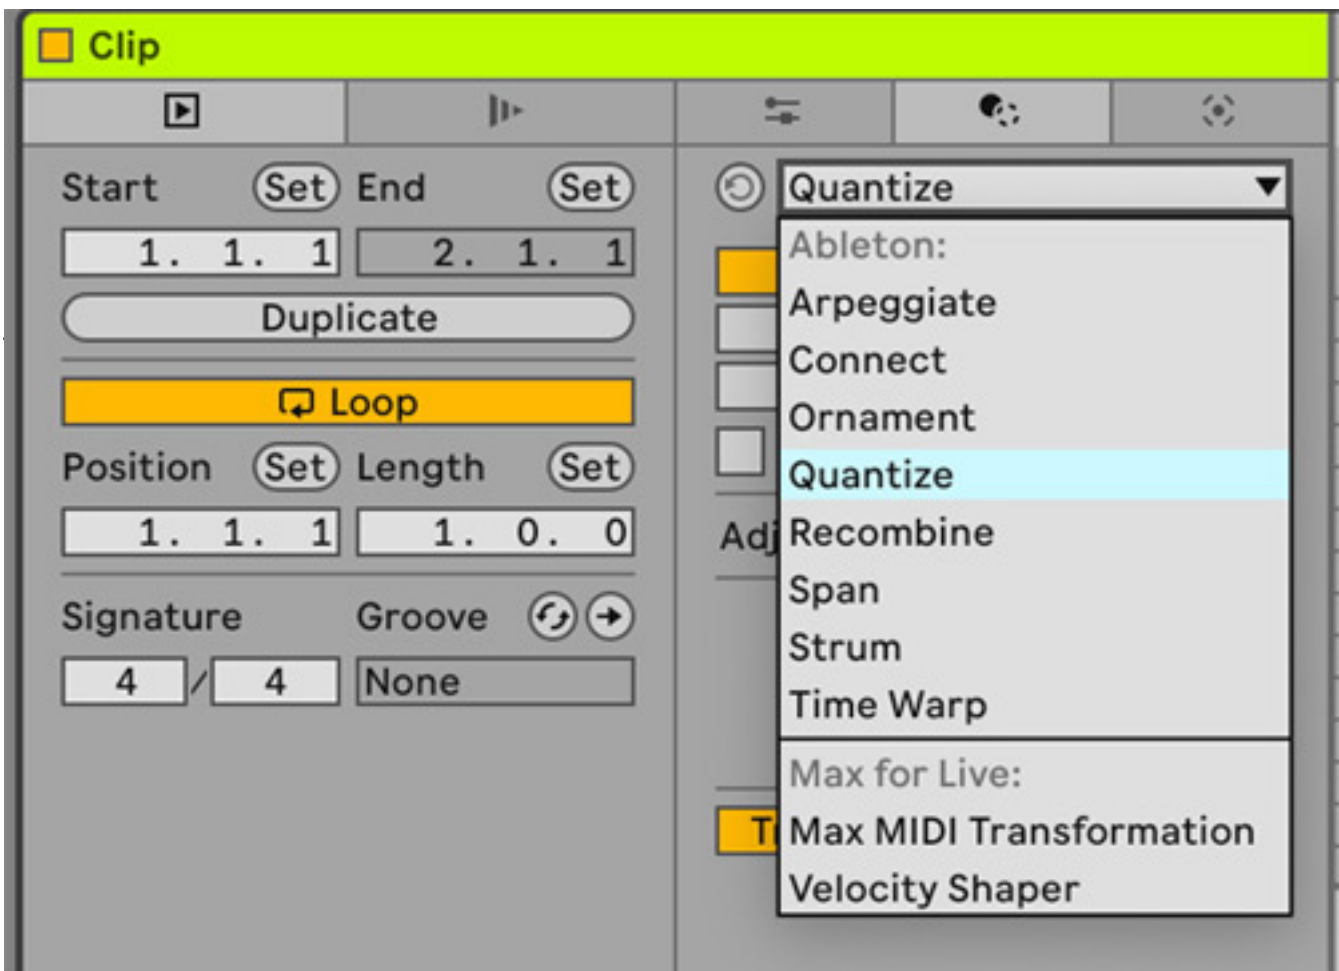 Clip
Start Set End Set
1. 1. 1 2. 1. 1
Duplicate
Loop
Position Set Length Set
1. 1. 1 1. 0. 0
Signature Groove
4 / 4 None
Quantize
Ableton:
Arpeggiate
Connect
Ornament
Quantize
Adj Recombine
Span
Strum
Time Warp
Max for Live:
Max MIDI Transformation
Velocity Shaper